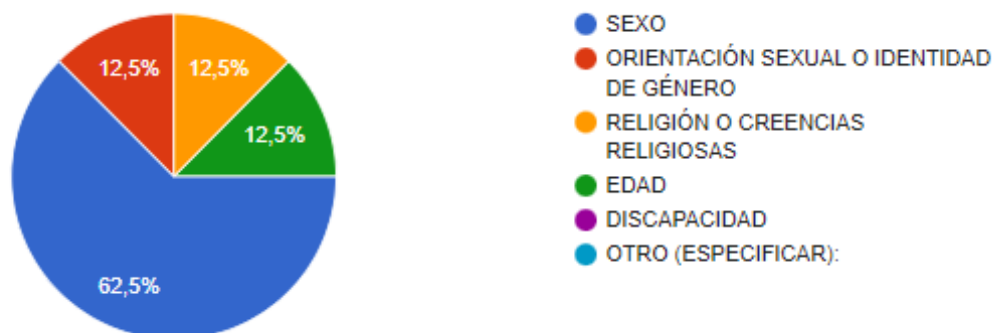 12,5%
12,5%
12,5%
62,5%
SEXO
ORIENTACIÓN SEXUAL O IDENTIDAD
DE GÉNERO
RELIGIÓN O CREENCIAS
RELIGIOSAS
EDAD
DISCAPACIDAD
OTRO (ESPECIFICAR):